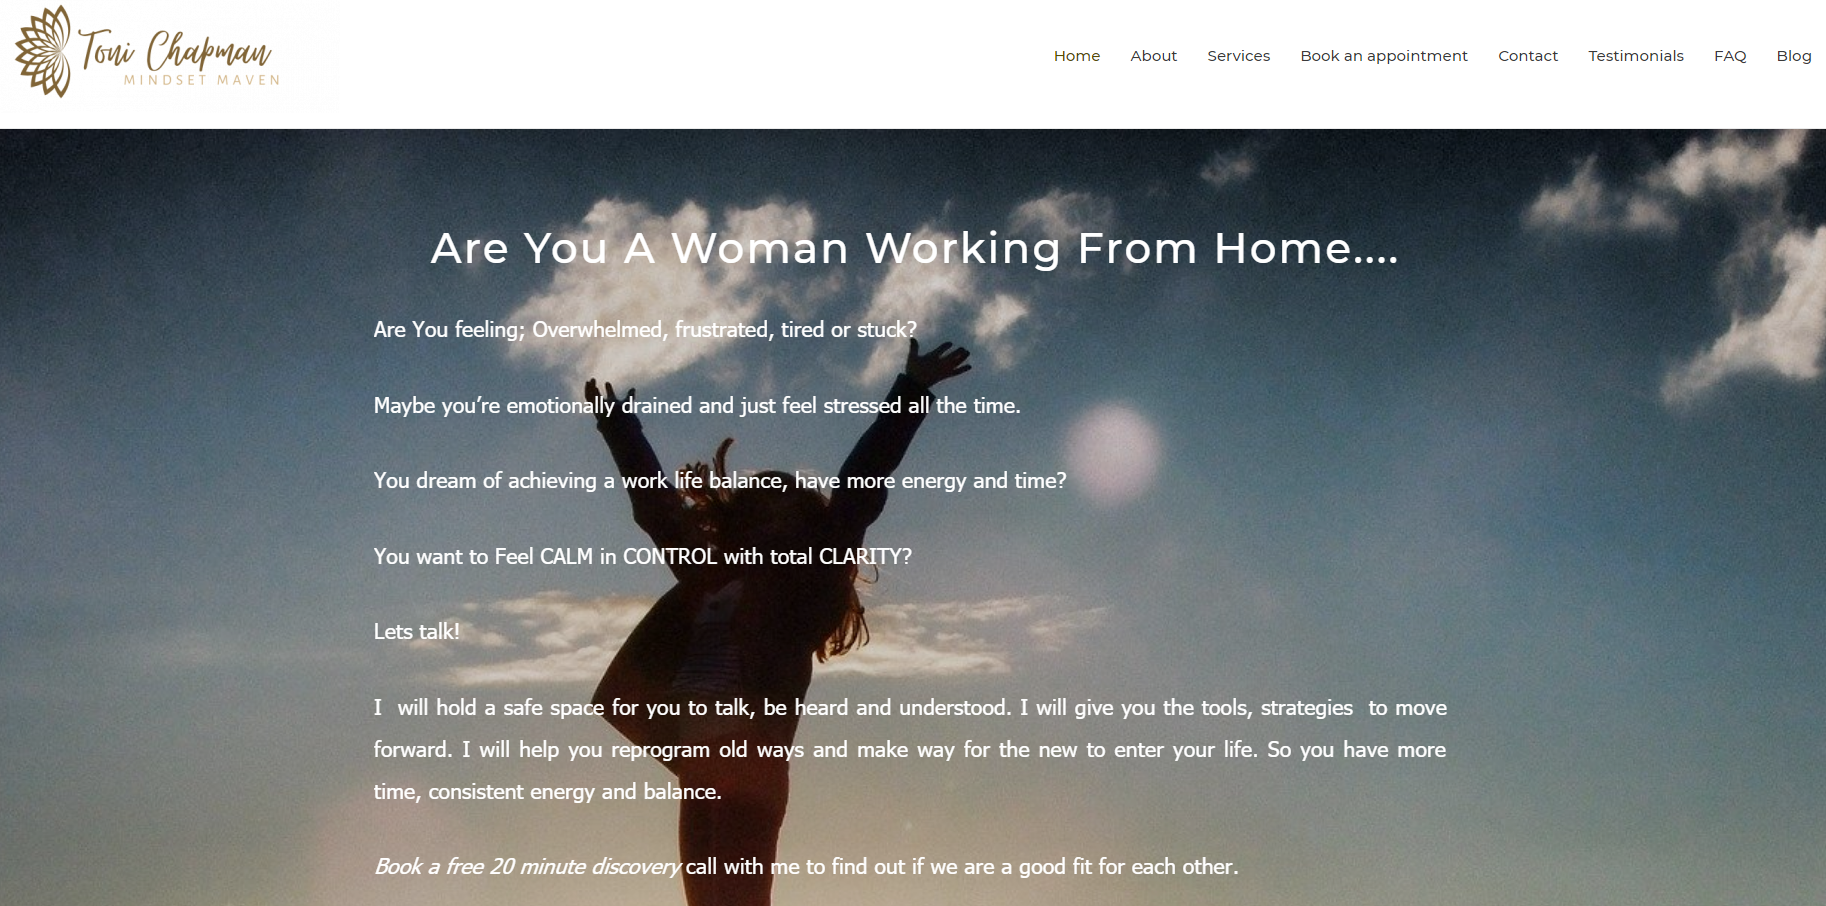 Toni Chapman
MINDSET MAVEN
Home About Services Book an appointment Contact Testimonials FAQ Blog
Are You A Woman Working From Home....
Are You feeling; Overwhelmed, frustrated, tired or stuck?
Maybe you’re emotionally drained and just feel stressed all the time.
You dream of achieving a work life balance, have more energy and time?
You want to Feel CALM in CONTROL with total CLARITY?
Lets talk!
I  will hold a safe space for you to talk, be heard and understood. I will give you the tools, strategies  to move
forward. I will help you reprogram old ways and make way for the new to enter your life. So you have more
time, consistent energy and balance.
Book a free 20 minute discovery call with me to find out if we are a good fit for each other.